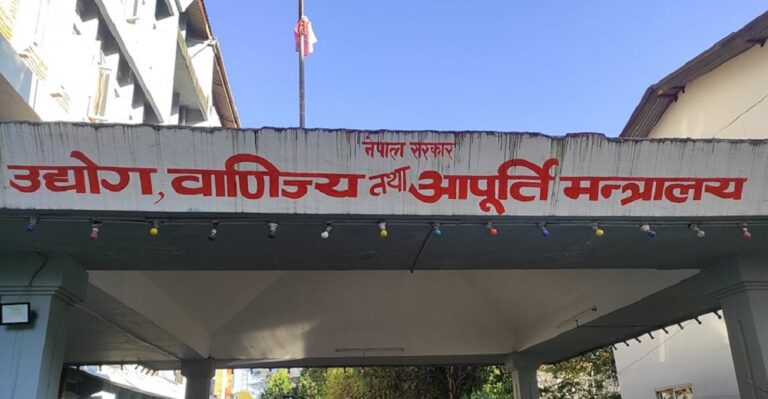 नेपाल सरकार
उद्योग, वाणिज्य तथा आपूर्ति मन्त्रालय